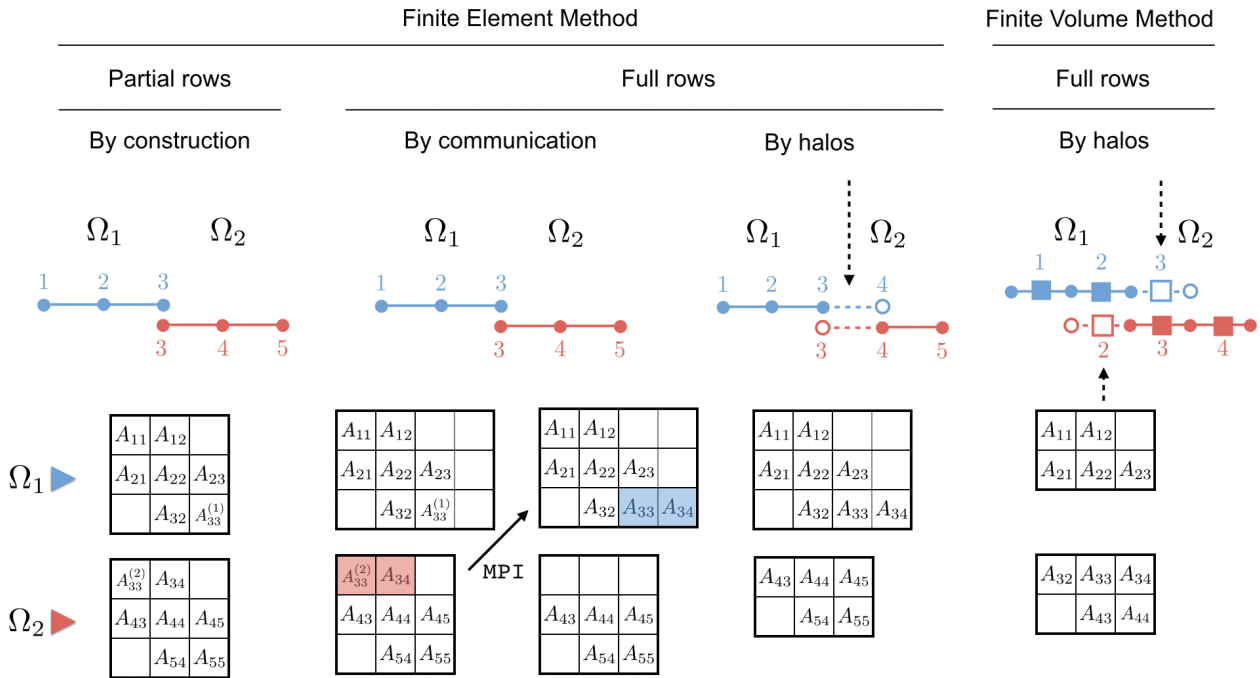 Finite Element Method Finite Volume Method
Partial rows Full rows Full rows
By construction By communication By halos By halos
Ω₁ Ω₂ Ω₁ Ω₂ Ω₁ Ω₂ Ω₁ Ω₂
1 2 3 1 2 3 1 2 3 4 1 2 3
3 4 5 3 4 5 3 4 5 2 3 4
Ω₁
A₁₁ A₁₂
A₂₁ A₂₂ A₂₃
A₃₂ A₃₃⁽¹⁾
A₁₁ A₁₂
A₂₁ A₂₂ A₂₃
A₃₂ A₃₃⁽¹⁾
A₁₁ A₁₂
A₂₁ A₂₂ A₂₃
A₃₂ A₃₃ A₃₄
A₁₁ A₁₂
A₂₁ A₂₂ A₂₃
A₃₂ A₃₃ A₃₄
A₁₁ A₁₂
A₂₁ A₂₂ A₂₃
Ω₂
A₃₃⁽²⁾ A₃₄
A₄₃ A₄₄ A₄₅
A₅₄ A₅₅
A₃₃⁽²⁾ A₃₄
A₄₃ A₄₄ A₄₅
A₅₄ A₅₅
MPI
A₄₃ A₄₄ A₄₅
A₅₄ A₅₅
A₄₃ A₄₄ A₄₅
A₅₄ A₅₅
A₃₂ A₃₃ A₃₄
A₄₃ A₄₄